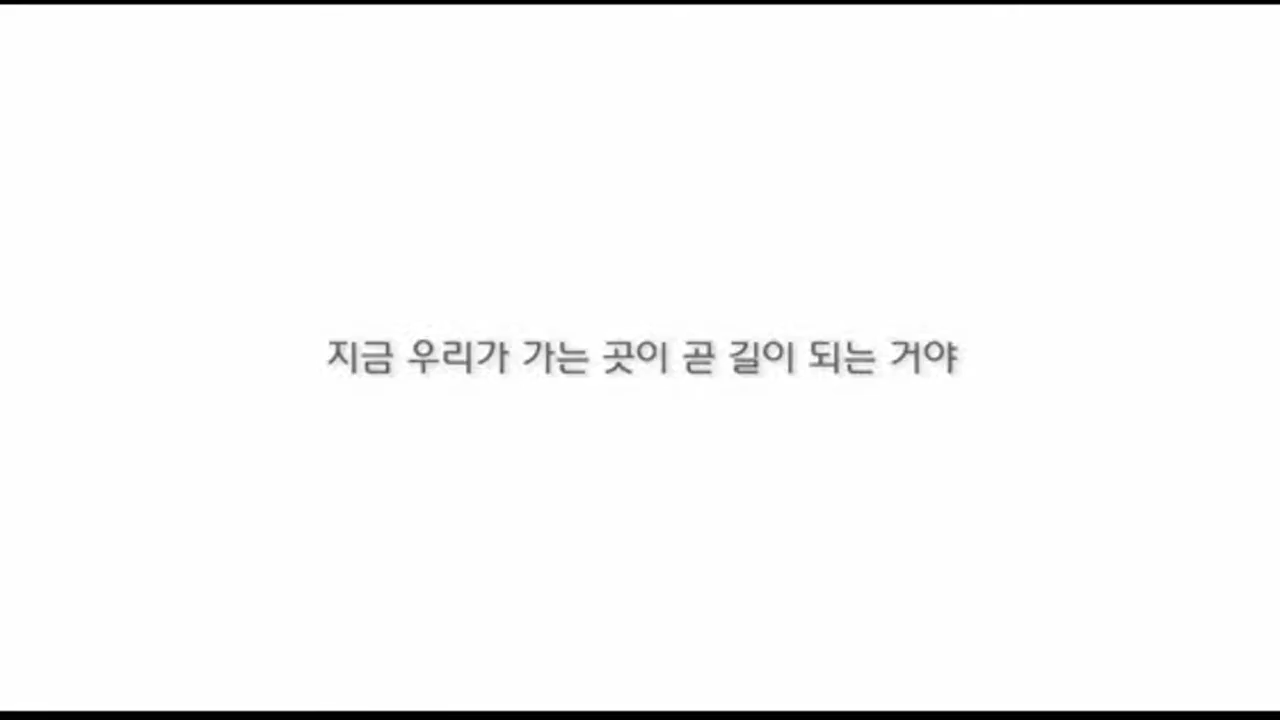 지금 우리가 가는 곳이 곧 길이 되는 거야